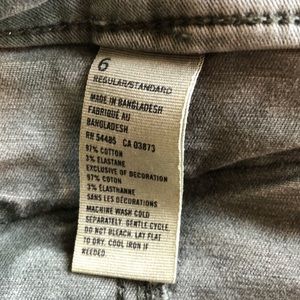 6
REGULAR/STANDARD
MADE IN BANGLADESH
FABRIQUÉ AU
BANGLADESH
RN 54485 CA 03873
97% COTTON
3% ELASTANE
EXCLUSIVE OF DECORATION
97% COTON
3% ÉLASTHANNE
SANS LES DÉCORATIONS
MACHINE WASH COLD
SEPARATELY. GENTLE CYCLE.
DO NOT BLEACH. LAY FLAT
TO DRY. COOL IRON IF
NEEDED.